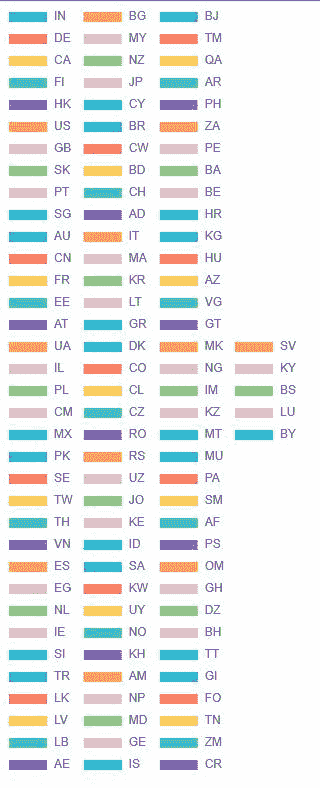 IN BG BJ
DE MY TM
CA NZ QA
FI JP AR
HK CY PH
US BR ZA
GB CW PE
SK BD BA
PT CH BE
SG AD HR
AU IT KG
CN MA HU
FR KR AZ
EE LT VG
AT GR GT
UA DK MK SV
IL CO NG KY
PL CL IM BS
CM CZ KZ LU
MX RO MT BY
PK RS MU
SE UZ PA
TW JO SM
TH KE AF
VN ID PS
ES SA OM
EG KW GH
NL UY DZ
IE NO BH
SI KH TT
TR AM GI
LK NP FO
LV MD TN
LB GE ZM
AE IS CR